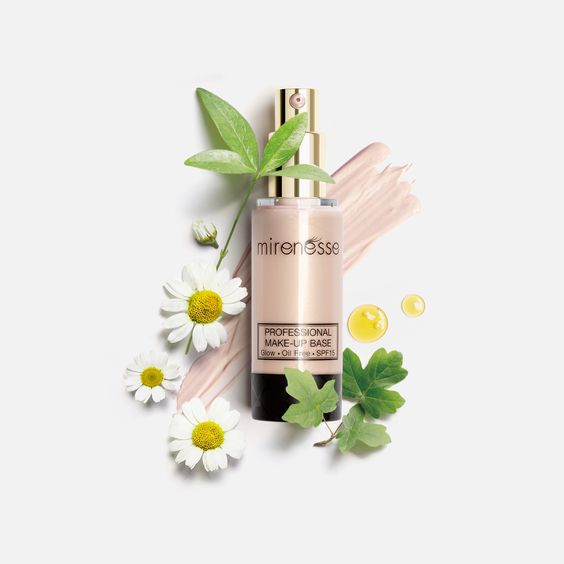 mirenesse
PROFESSIONAL
MAKE-UP BASE
Glow • Oil Free • SPF15